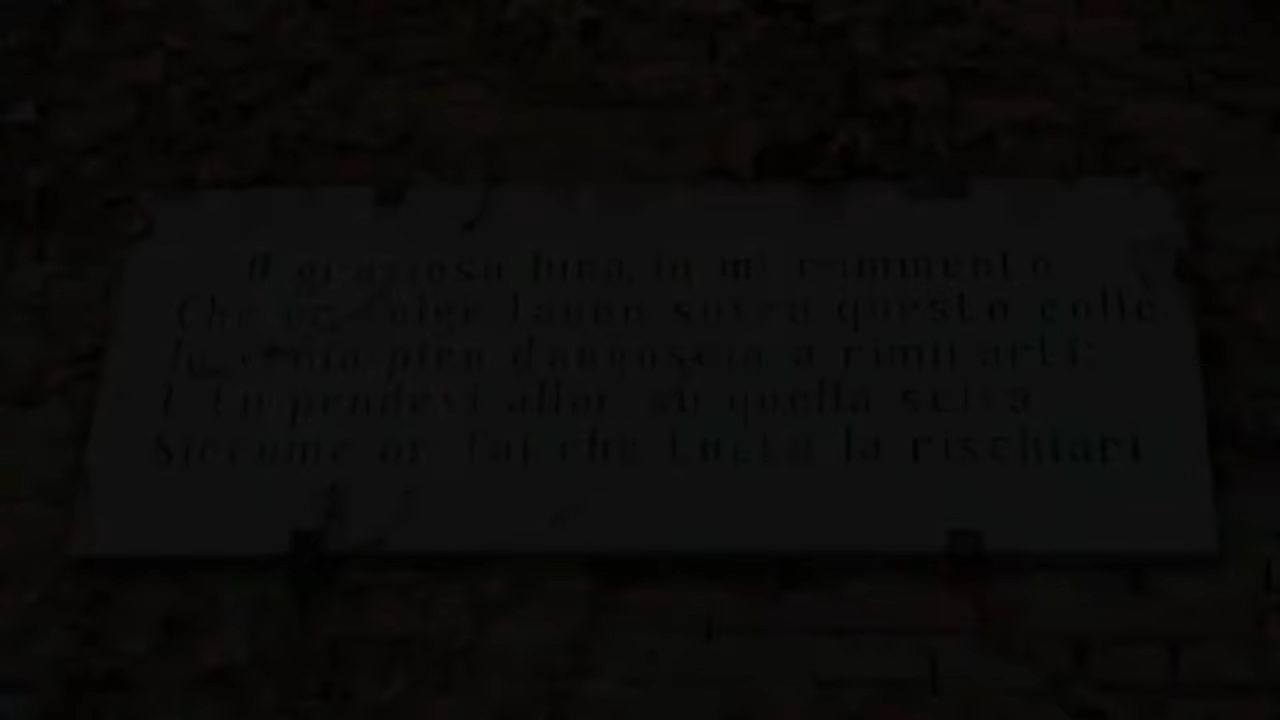 O graziosa luna, io mi rammento
Che or volge l'anno sovra questo colle
Io venia pien d'angoscia a rimirarti:
E tu pendevi allor su quella selva
Siccome or fai che tutta la rischiari